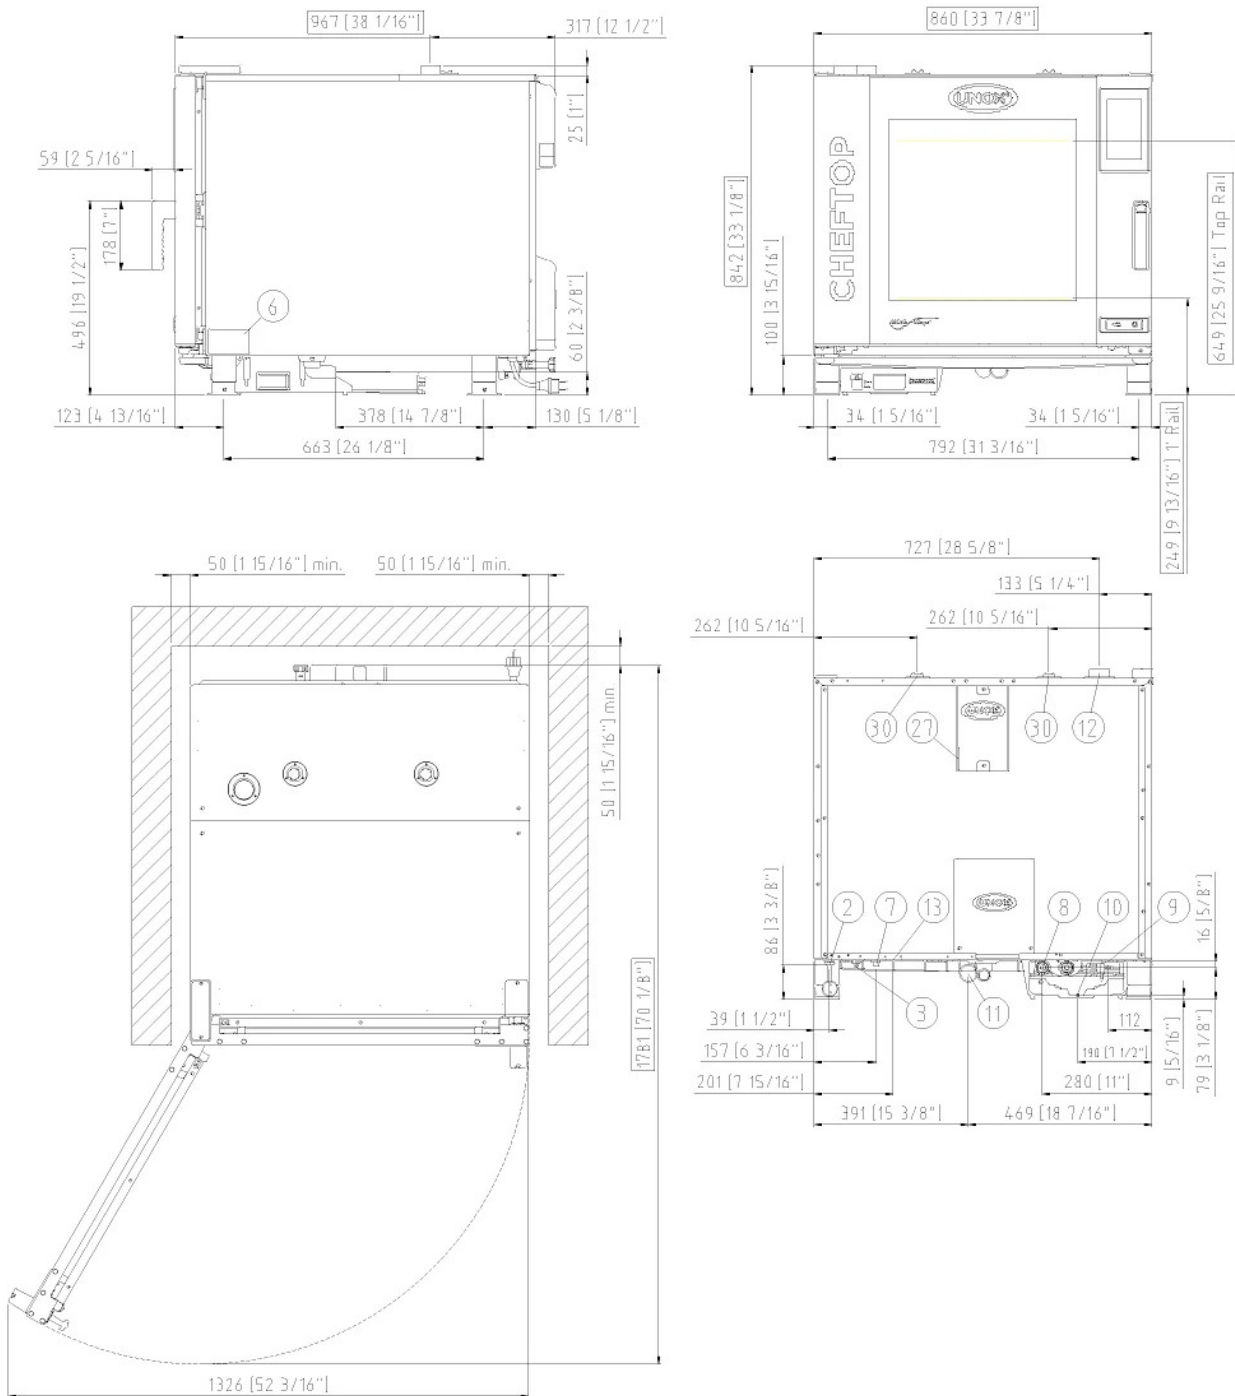 967 [38 1/16"]
317 [12 1/2"]
25 [1"]
59 [2 5/16"]
178 [7"]
496 [19 1/2"]
6
60 [2 3/8"]
123 [4 13/16"]
378 [14 7/8"]
130 [5 1/8"]
663 [26 1/8"]
860 [33 7/8"]
UNOX
CHEFTOP
842 [33 1/8"]
100 [3 15/16"]
649 [25 9/16"] Top Rail
34 [1 5/16"]
34 [1 5/16"]
792 [31 3/16"]
249 [9 13/16"] 1° Rail
50 [1 15/16"] min.
50 [1 15/16"] min.
50 [1 15/16"] min.
1781 [70 1/8"]
1326 [52 3/16"]
727 [28 5/8"]
133 [5 1/4"]
262 [10 5/16"]
262 [10 5/16"]
30
27
30
12
UNOX
86 [3 3/8"]
2
7
13
UNOX
8
10
9
16 [5/8"]
3
11
39 [1 1/2"]
112
157 [6 3/16"]
190 [7 1/2"]
9 [5/16"]
79 [3 1/8"]
201 [7 15/16"]
280 [11"]
391 [15 3/8"]
469 [18 7/16"]